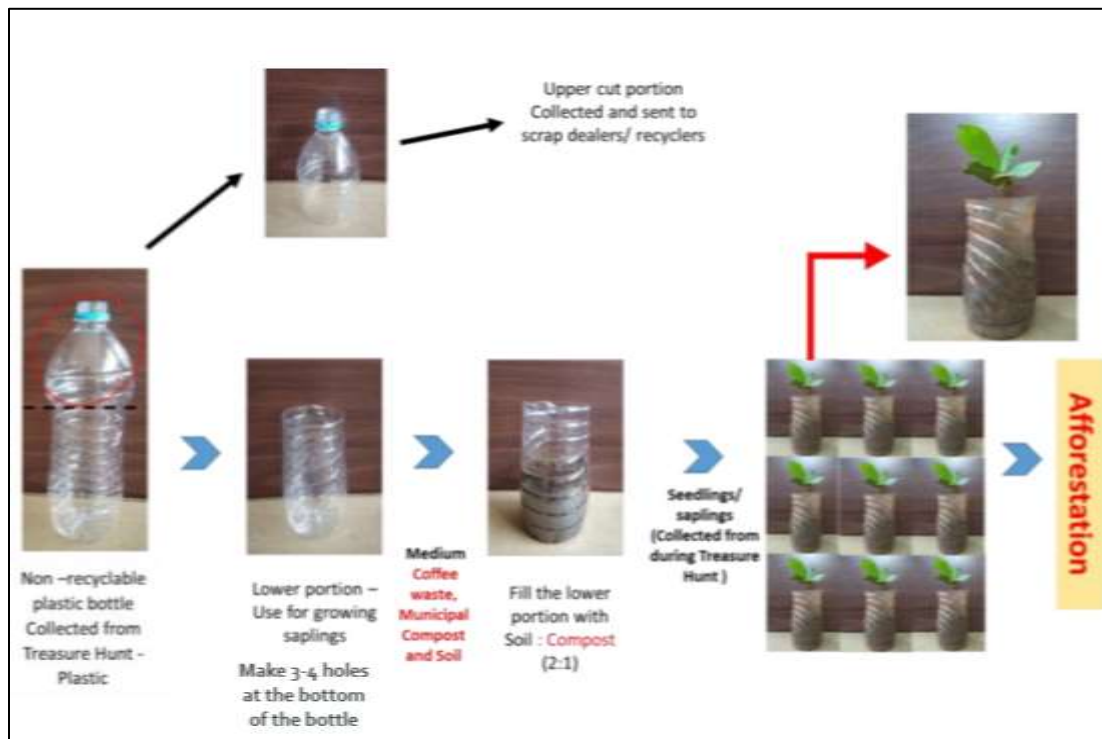 Upper cut portion
Collected and sent to
scrap dealers/ recyclers
Non –recyclable
plastic bottle
Collected from
Treasure Hunt -
Plastic
Lower portion –
Use for growing
saplings
Make 3-4 holes
at the bottom
of the bottle
Medium
Coffee
waste,
Municipal
Compost
and Soil
Fill the lower
portion with
Soil : Compost
(2:1)
Seedlings/
saplings
(Collected from
during Treasure
Hunt )
Afforestation